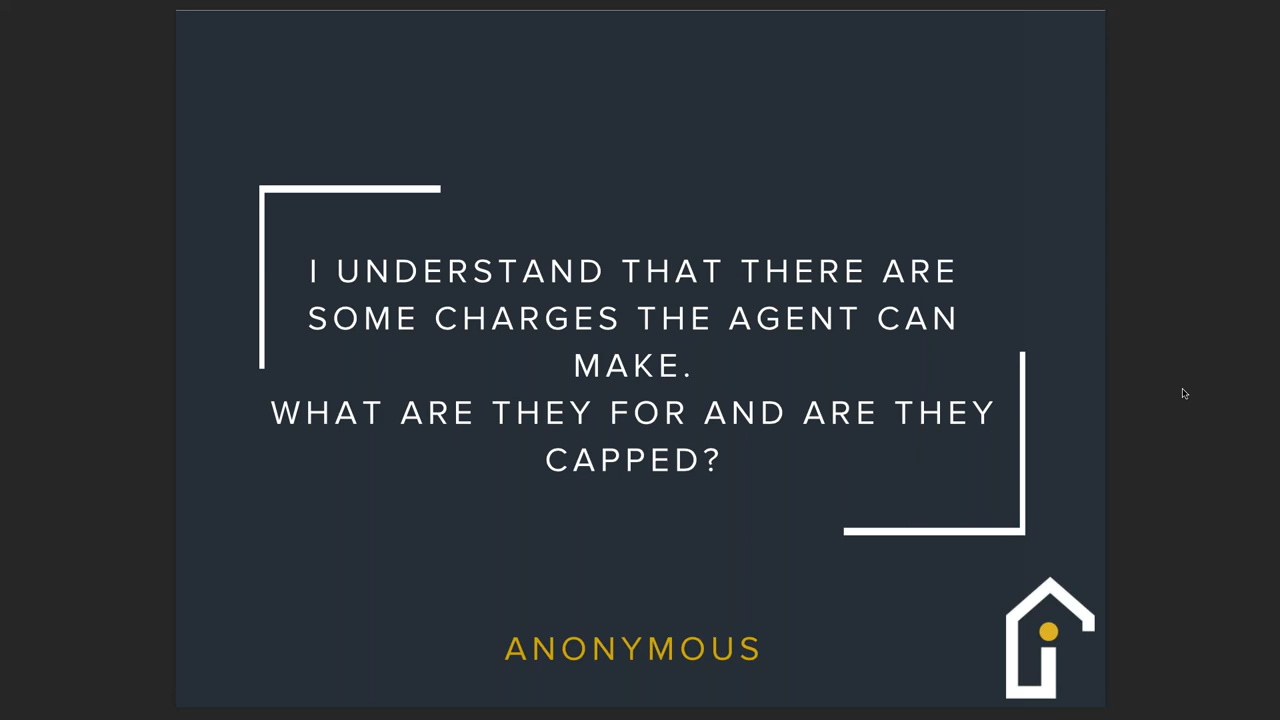 I UNDERSTAND THAT THERE ARE
SOME CHARGES THE AGENT CAN
MAKE.
WHAT ARE THEY FOR AND ARE THEY
CAPPED?
ANONYMOUS